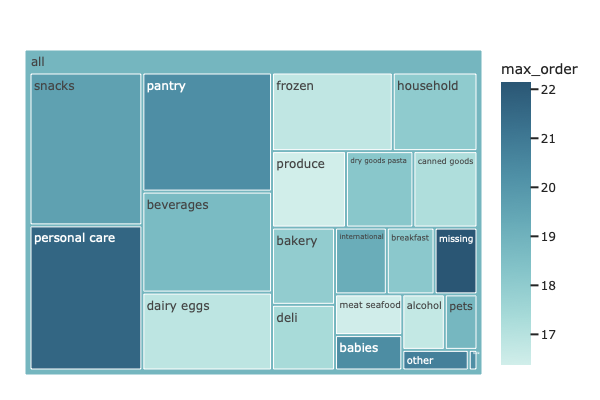 all
snacks
pantry
frozen
household
produce
dry goods pasta
canned goods
beverages
personal care
bakery
international
breakfast
missing
dairy eggs
deli
meat seafood
alcohol
pets
babies
other
max_order
22
21
20
19
18
17